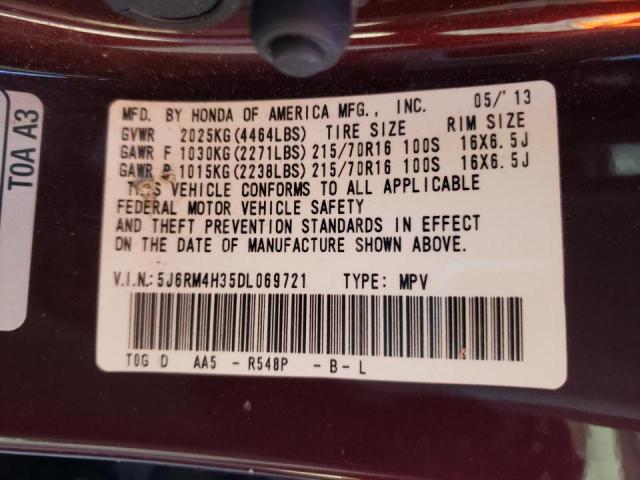 MFD. BY HONDA OF AMERICA MFG., INC. 05/'13
GVWR 2025KG(4464LBS) TIRE SIZE RIM SIZE
GAWR F 1030KG(2271LBS) 215/70R16 100S 16X6.5J
GAWR R 1015KG(2238LBS) 215/70R16 100S 16X6.5J
THIS VEHICLE CONFORMS TO ALL APPLICABLE
FEDERAL MOTOR VEHICLE SAFETY
AND THEFT PREVENTION STANDARDS IN EFFECT
ON THE DATE OF MANUFACTURE SHOWN ABOVE.
V.I.N.: 5J6RM4H35DL069721 TYPE: MPV
T0G D AA5 - R548P - B - L
T0A A3